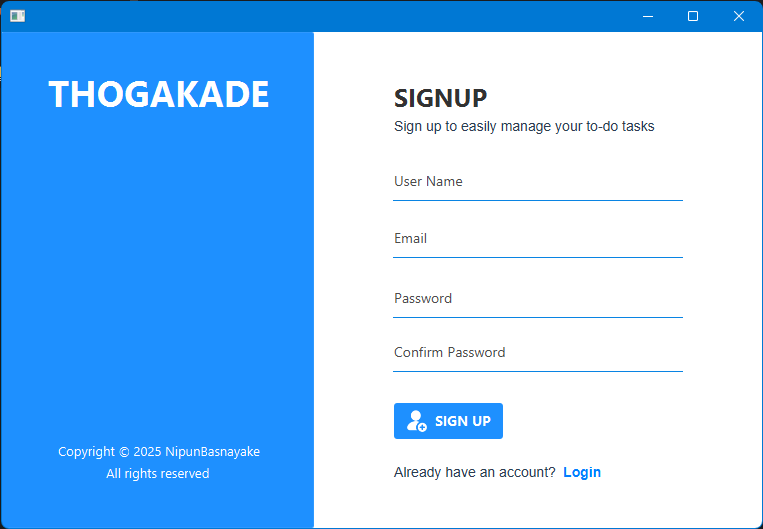 THOGAKADE
Copyright © 2025 NipunBasnayake
All rights reserved
SIGNUP
Sign up to easily manage your to-do tasks
User Name
Email
Password
Confirm Password
SIGN UP
Already have an account? Login